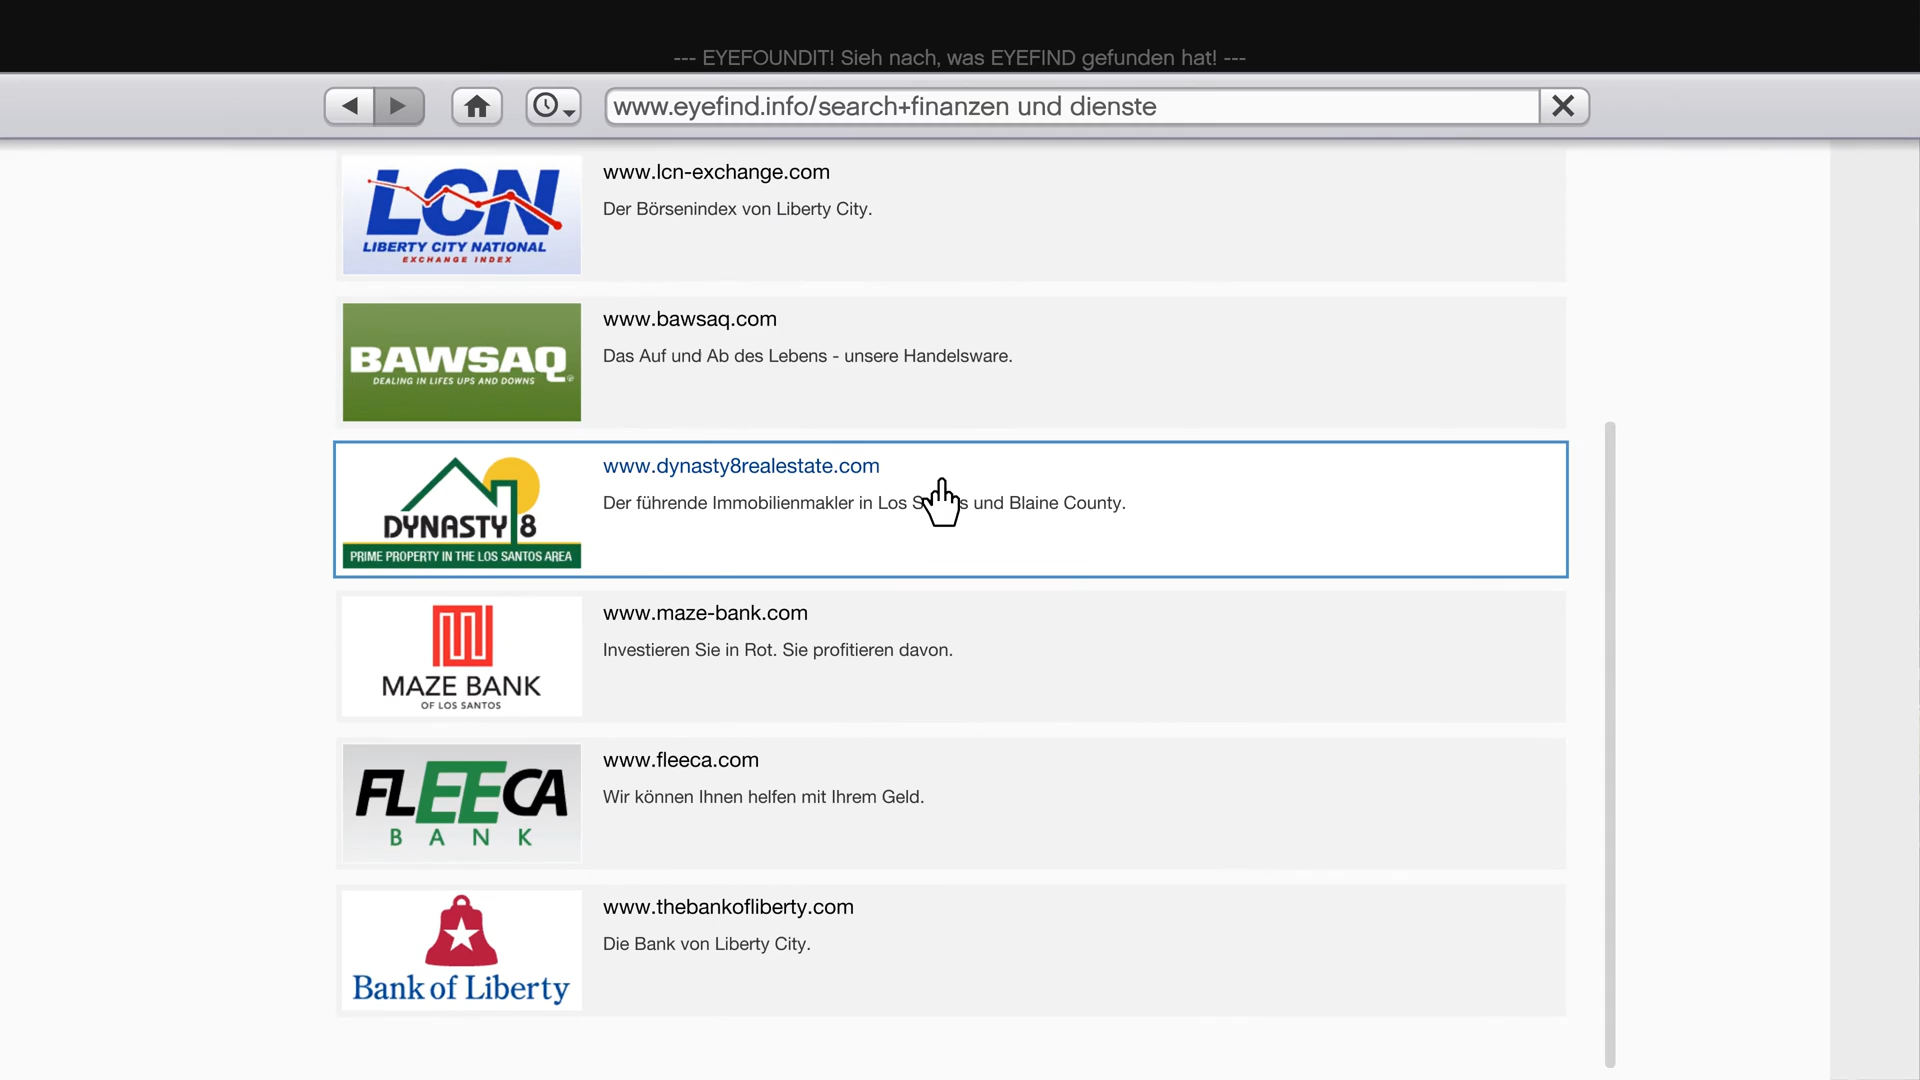 --- EYEFOUNDIT! Sieh nach, was EYEFIND gefunden hat! ---
www.eyefind.info/search+finanzen und dienste
LCN
LIBERTY CITY NATIONAL
EXCHANGE INDEX
www.lcn-exchange.com
Der Börsenindex von Liberty City.
BAWSAQ
DEALING IN LIFES UPS AND DOWNS
www.bawsaq.com
Das Auf und Ab des Lebens - unsere Handelsware.
DYNASTY 8
PRIME PROPERTY IN THE LOS SANTOS AREA
www.dynasty8realestate.com
Der führende Immobilienmakler in Los und Blaine County.
MAZE BANK
OF LOS SANTOS
www.maze-bank.com
Investieren Sie in Rot. Sie profitieren davon.
FLEECA
BANK
www.fleeca.com
Wir können Ihnen helfen mit Ihrem Geld.
Bank of Liberty
www.thebankofliberty.com
Die Bank von Liberty City.